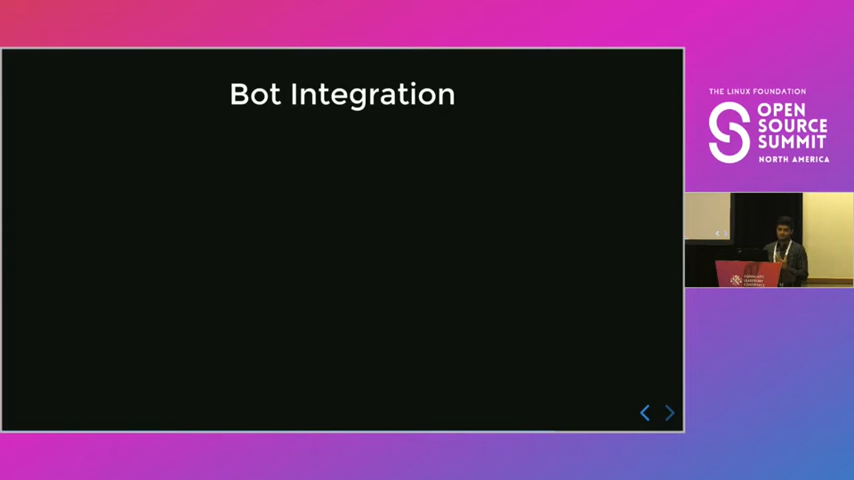 Bot Integration
THE LINUX FOUNDATION
OPEN
SOURCE
SUMMIT
NORTH AMERICA